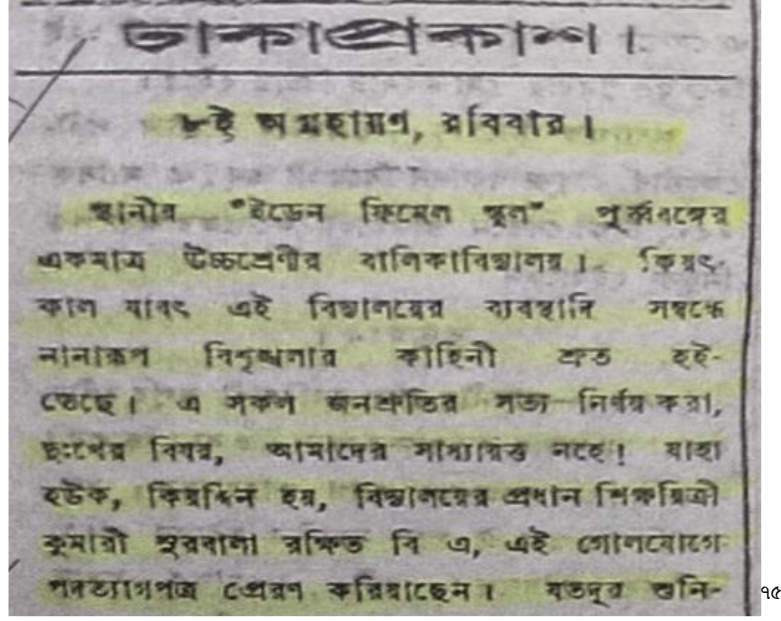 ঢাকাপ্রকাশ।
৮ই অগ্রহায়ণ, রবিবার।
স্থানীয় "ইডেন ফিমেল স্কুল" পূর্ব্ববঙ্গের
একমাত্র উচ্চশ্রেণীর বালিকাবিদ্যালয়। কিয়ৎ-
কাল যাবৎ এই বিদ্যালয়ের ব্যবস্থাদি সম্বন্ধে
নানারূপ বিশৃঙ্খলার কাহিনী শ্রুত হই-
তেছে। এ সকল জনশ্রুতির সত্য নির্ণয় করা,
দুঃখের বিষয়, আমাদের সাধ্যায়ত্ত নহে! যাহা
হউক, কিয়দ্দিন হয়, বিদ্যালয়ের প্রধান শিক্ষয়িত্রী
কুমারী সুরবালা রক্ষিত বি এ, এই গোলযোগে
পদত্যাগপত্র প্রেরণ করিয়াছেন। যতদূর শুনি-
৭৫